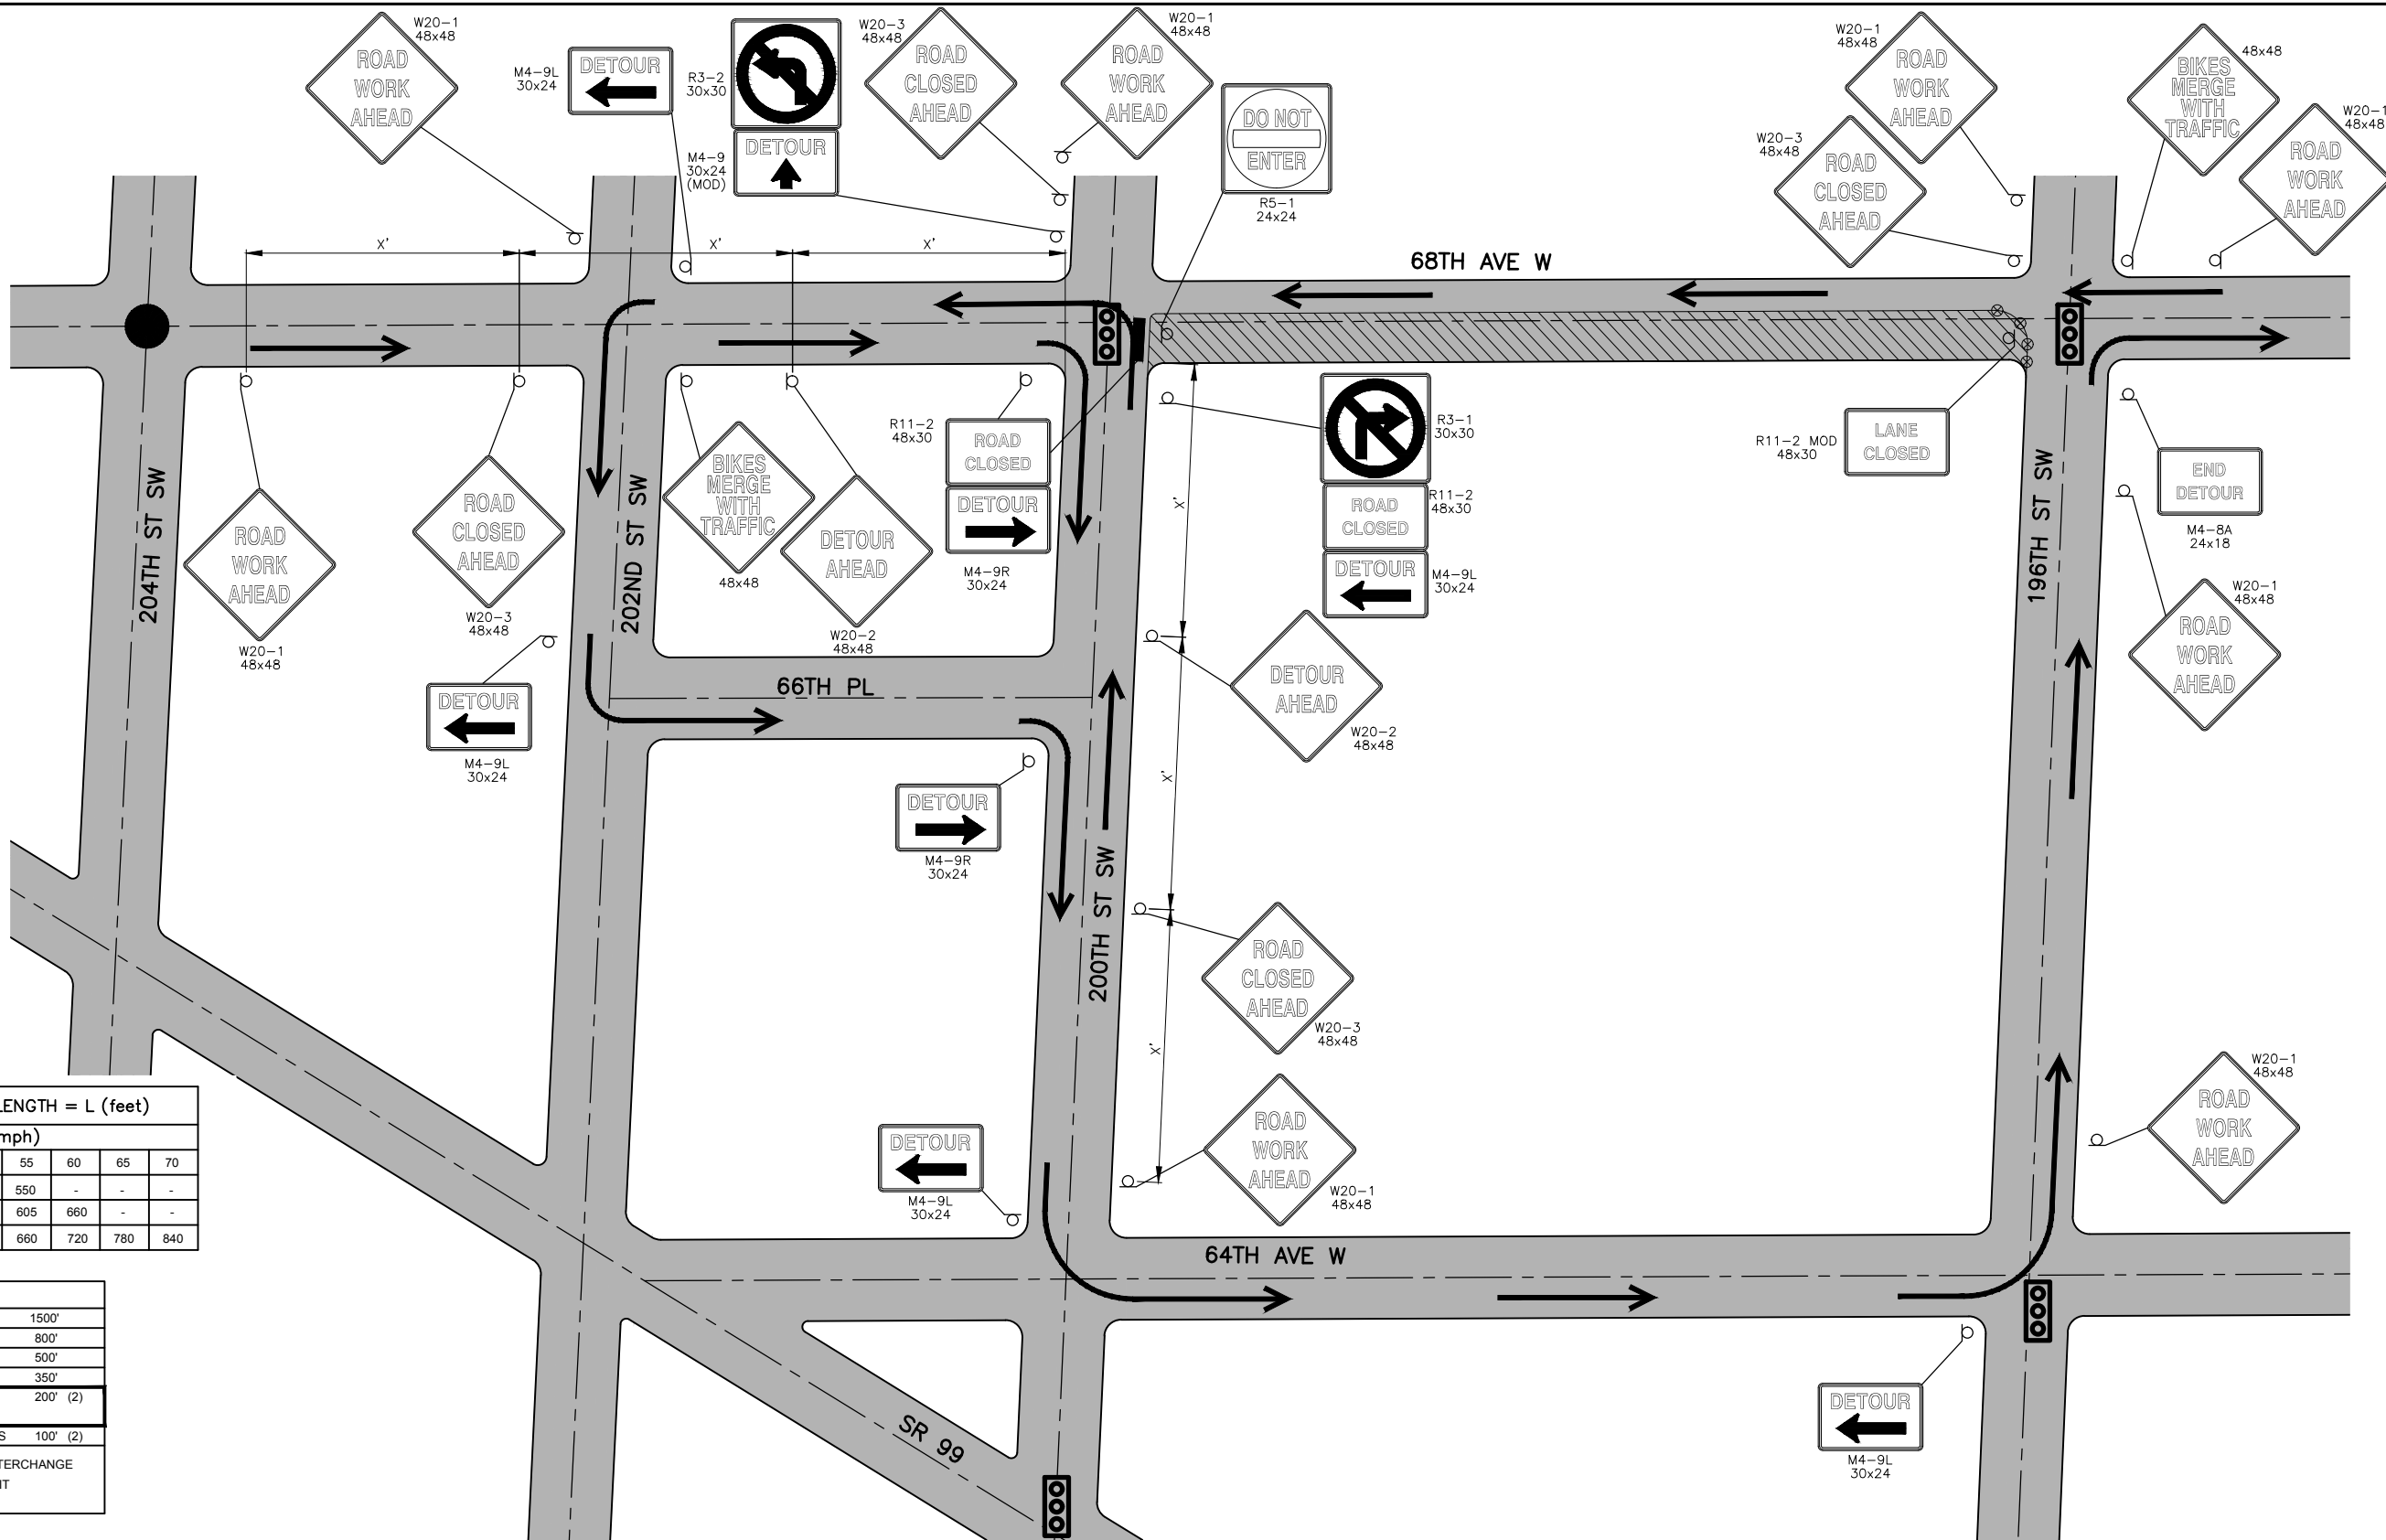 W20-1
48x48
ROAD
WORK
AHEAD
M4-9L
30x24
DETOUR
R3-2
30x30
M4-9
30x24
(MOD)
DETOUR
W20-3
48x48
ROAD
CLOSED
AHEAD
W20-1
48x48
ROAD
WORK
AHEAD
DO NOT
ENTER
R5-1
24x24
W20-1
48x48
ROAD
WORK
AHEAD
W20-3
48x48
ROAD
CLOSED
AHEAD
48x48
BIKES
MERGE
WITH
TRAFFIC
W20-1
48x48
ROAD
WORK
AHEAD
X'
X'
X'
68TH AVE W
204TH ST SW
202ND ST SW
200TH ST SW
196TH ST SW
ROAD
WORK
AHEAD
W20-1
48x48
ROAD
CLOSED
AHEAD
W20-3
48x48
BIKES
MERGE
WITH
TRAFFIC
48x48
DETOUR
AHEAD
W20-2
48x48
R11-2
48x30
ROAD
CLOSED
DETOUR
M4-9R
30x24
R3-1
30x30
ROAD
CLOSED
R11-2
48x30
DETOUR
M4-9L
30x24
R11-2 MOD
48x30
LANE
CLOSED
END
DETOUR
M4-8A
24x18
W20-1
48x48
ROAD
WORK
AHEAD
DETOUR
M4-9L
30x24
66TH PL
X'
DETOUR
AHEAD
W20-2
48x48
X'
DETOUR
M4-9R
30x24
ROAD
CLOSED
AHEAD
W20-3
48x48
X'
ROAD
WORK
AHEAD
W20-1
48x48
DETOUR
M4-9L
30x24
W20-1
48x48
ROAD
WORK
AHEAD
64TH AVE W
SR 99
DETOUR
M4-9L
30x24
LENGTH = L (feet)
mph)
55 60 65 70
550 - - -
605 660 - -
660 720 780 840
1500'
800'
500'
350'
200' (2)
S 100' (2)
TERCHANGE
IT